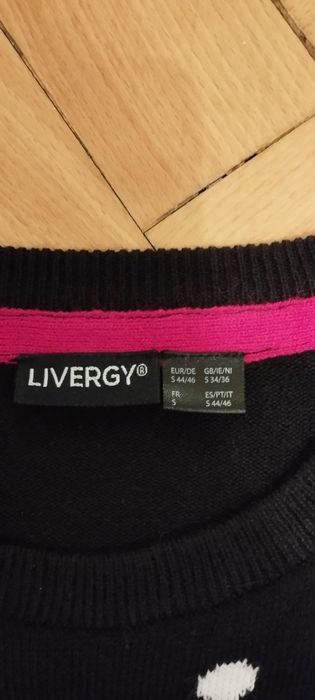 LIVERGY®
EUR/DE GB/IE/NI
S 44/46 S 34/36
FR ES/PT/IT
S S 44/46